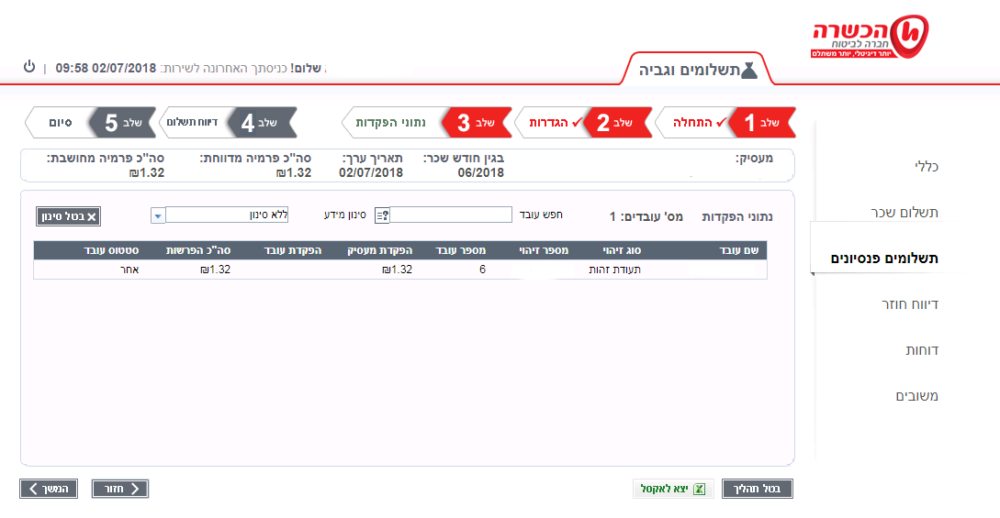 הכשרה
חברה לביטוח
יותר דיגיטלי, יותר משתלם
תשלומים וגביה
שלום! כניסתך האחרונה לשירות: 02/07/2018 09:58 |
שלב 1 התחלה
שלב 2 הגדרות
שלב 3 נתוני הפקדות
שלב 4 דיווח תשלום
שלב 5 סיום
מעסיק: בגין חודש שכר: תאריך ערך: סה"כ פרמיה מדווחת: סה"כ פרמיה מחושבת:
06/2018 02/07/2018 ₪1.32 ₪1.32
נתוני הפקדות מס' עובדים: 1 חפש עובד סינון מידע ללא סינון בטל סינון
שם עובד סוג זיהוי מספר זיהוי מספר עובד הפקדת מעסיק הפקדת עובד סה"כ הפרשות סטטוס עובד
תעודת זהות 6 ₪1.32 ₪1.32 אחר
בטל תהליך יצא לאקסל חזור המשך
כללי
תשלום שכר
תשלומים פנסיונים
דיווח חוזר
דוחות
משובים